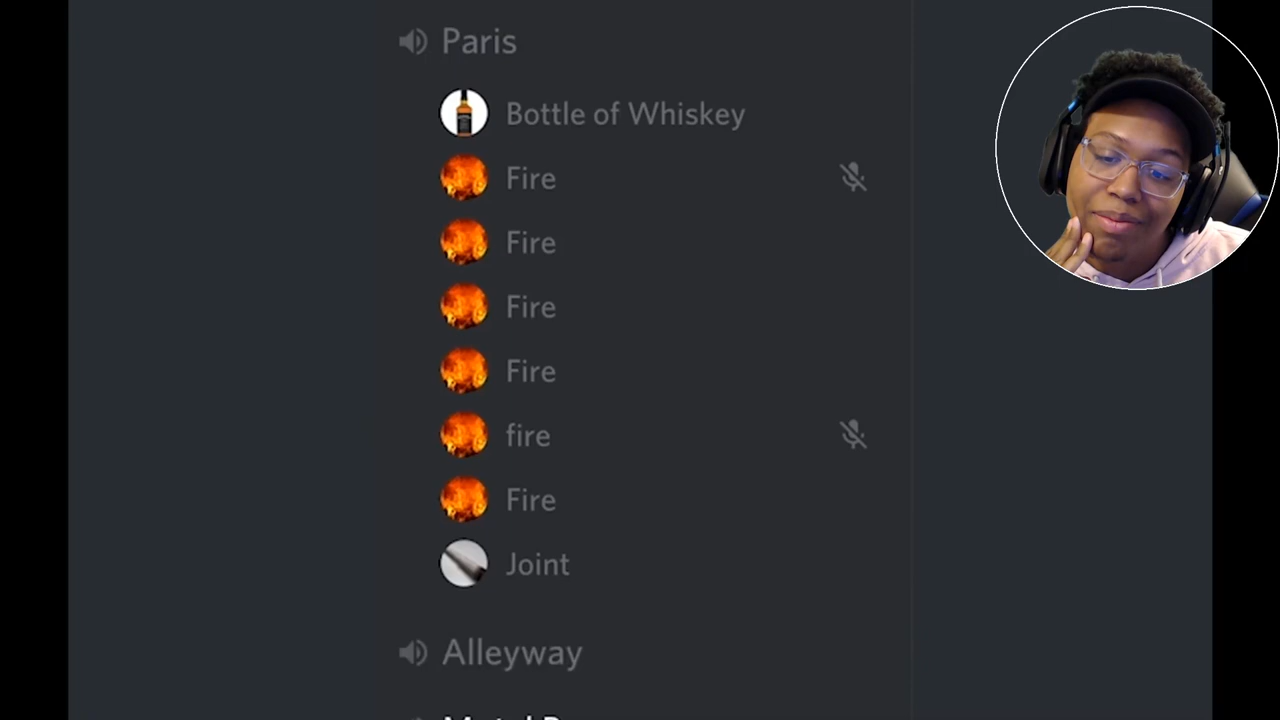 Paris
Bottle of Whiskey
Fire
Fire
Fire
Fire
fire
Fire
Joint
Alleyway